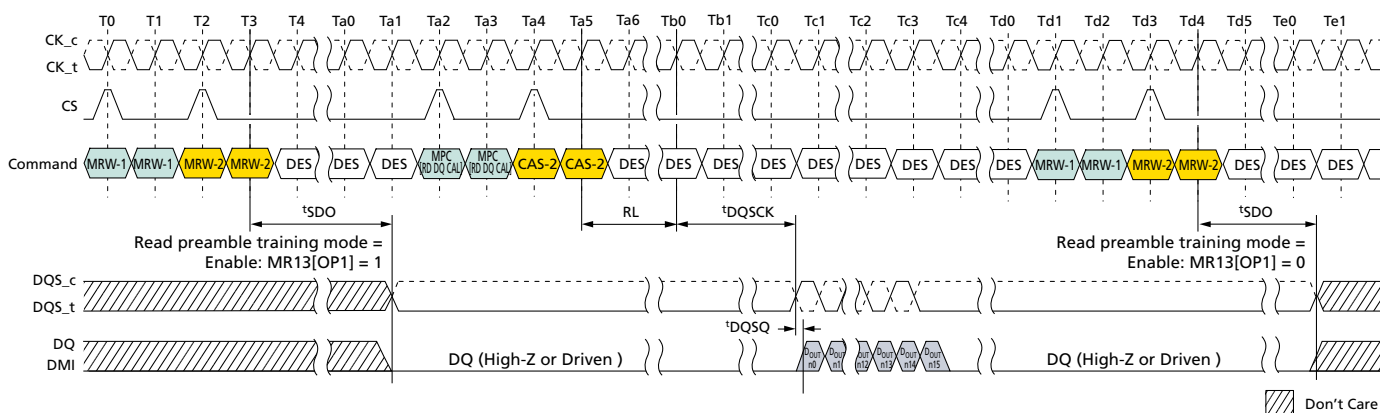 T0 T1 T2 T3 T4 Ta0 Ta1 Ta2 Ta3 Ta4 Ta5 Ta6 Tb0 Tb1 Tc0 Tc1 Tc2 Tc3 Tc4 Td0 Td1 Td2 Td3 Td4 Td5 Te0 Te1
CK_c
CK_t
CS
Command MRW-1 MRW-1 MRW-2 MRW-2 DES DES DES MPC [RD DQ CAL] MPC [RD DQ CAL] CAS-2 CAS-2 DES DES DES DES DES DES DES DES DES MRW-1 MRW-1 MRW-2 MRW-2 DES DES DES
tSDO RL tDQSCK tSDO
Read preamble training mode =
Enable: MR13[OP1] = 1
Read preamble training mode =
Enable: MR13[OP1] = 0
DQS_c
DQS_t
tDQSQ
DQ
DMI
DQ (High-Z or Driven )
DOUT n0 DOUT n1 DOUT n12 DOUT n13 DOUT n14 DOUT n15
DQ (High-Z or Driven )
Don't Care